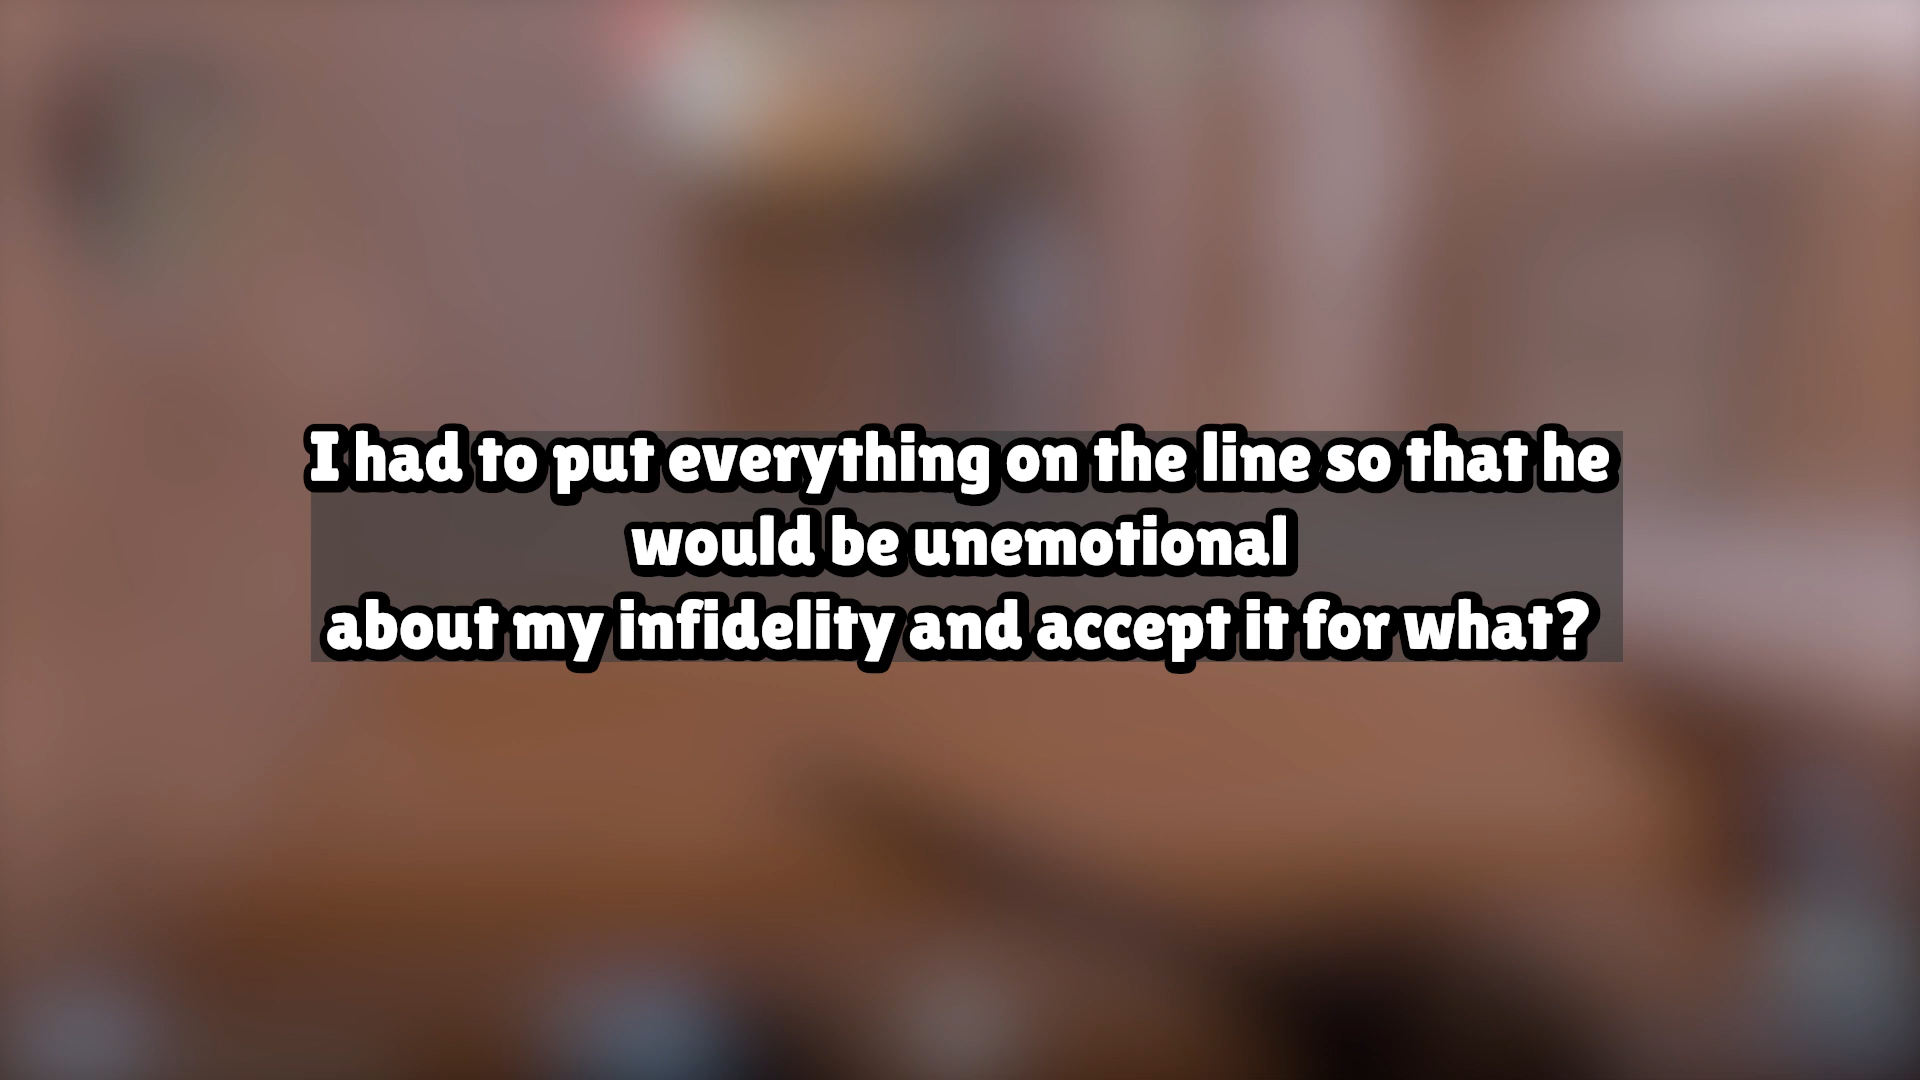 I had to put everything on the line so that he
would be unemotional
about my infidelity and accept it for what?